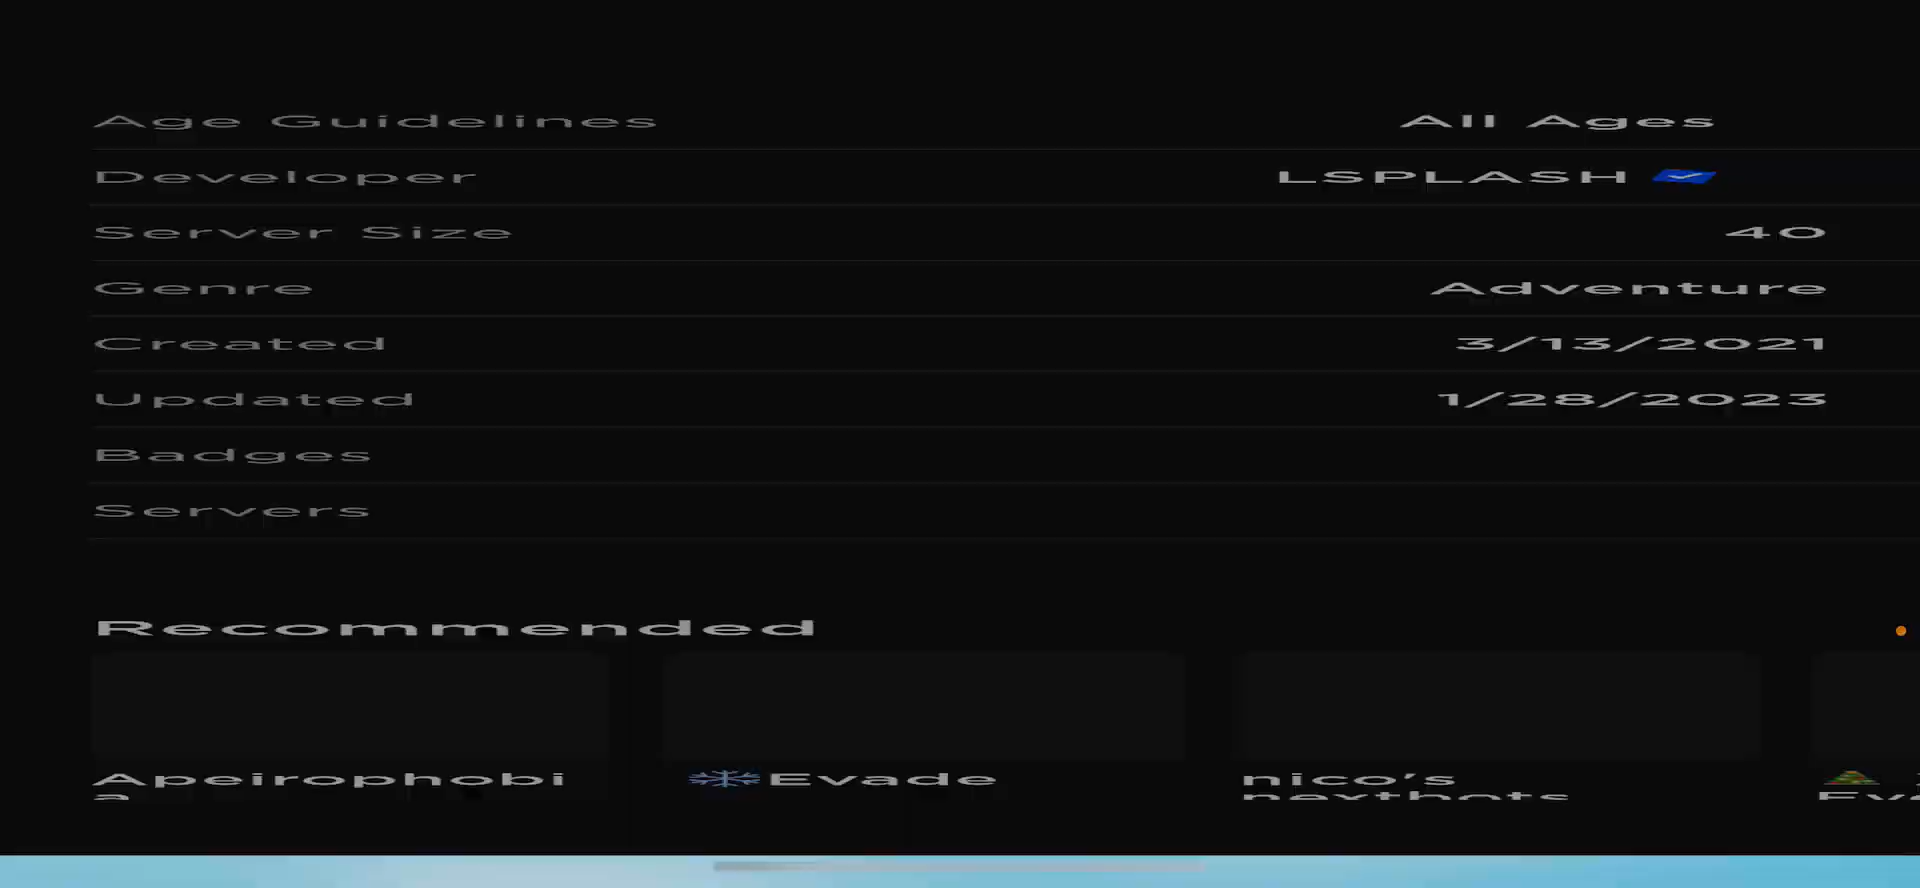 Age Guidelines All Ages
Developer LSPLASH
Server Size 40
Genre Adventure
Created 3/13/2021
Updated 1/28/2023
Badges
Servers
Recommended
Apeirophobi
a
Evade
nico's
nextbots